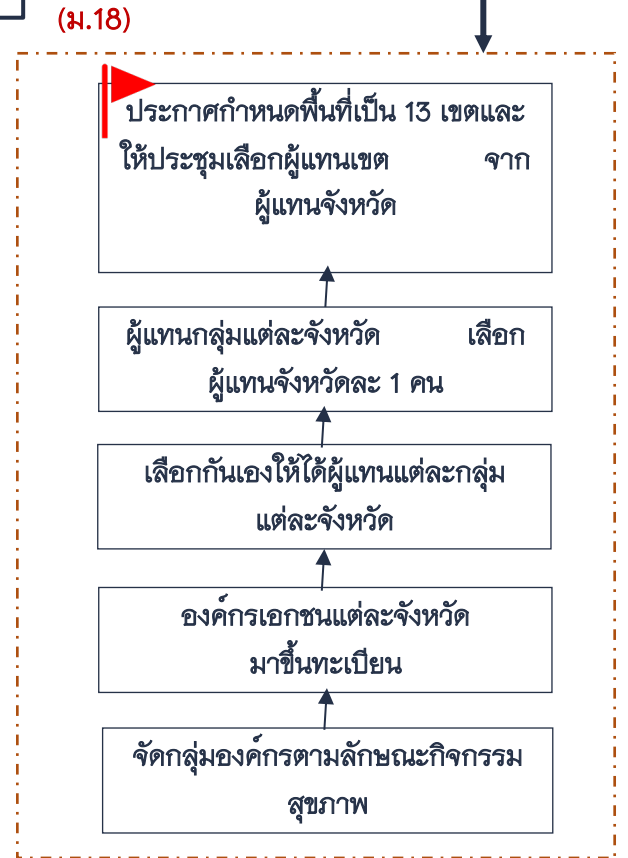 (ม.18)
ประกาศกำหนดพื้นที่เป็น 13 เขตและ
ให้ประชุมเลือกผู้แทนเขต จาก
ผู้แทนจังหวัด
ผู้แทนกลุ่มแต่ละจังหวัด เลือก
ผู้แทนจังหวัดละ 1 คน
เลือกกันเองให้ได้ผู้แทนแต่ละกลุ่ม
แต่ละจังหวัด
องค์กรเอกชนแต่ละจังหวัด
มาขึ้นทะเบียน
จัดกลุ่มองค์กรตามลักษณะกิจกรรม
สุขภาพ